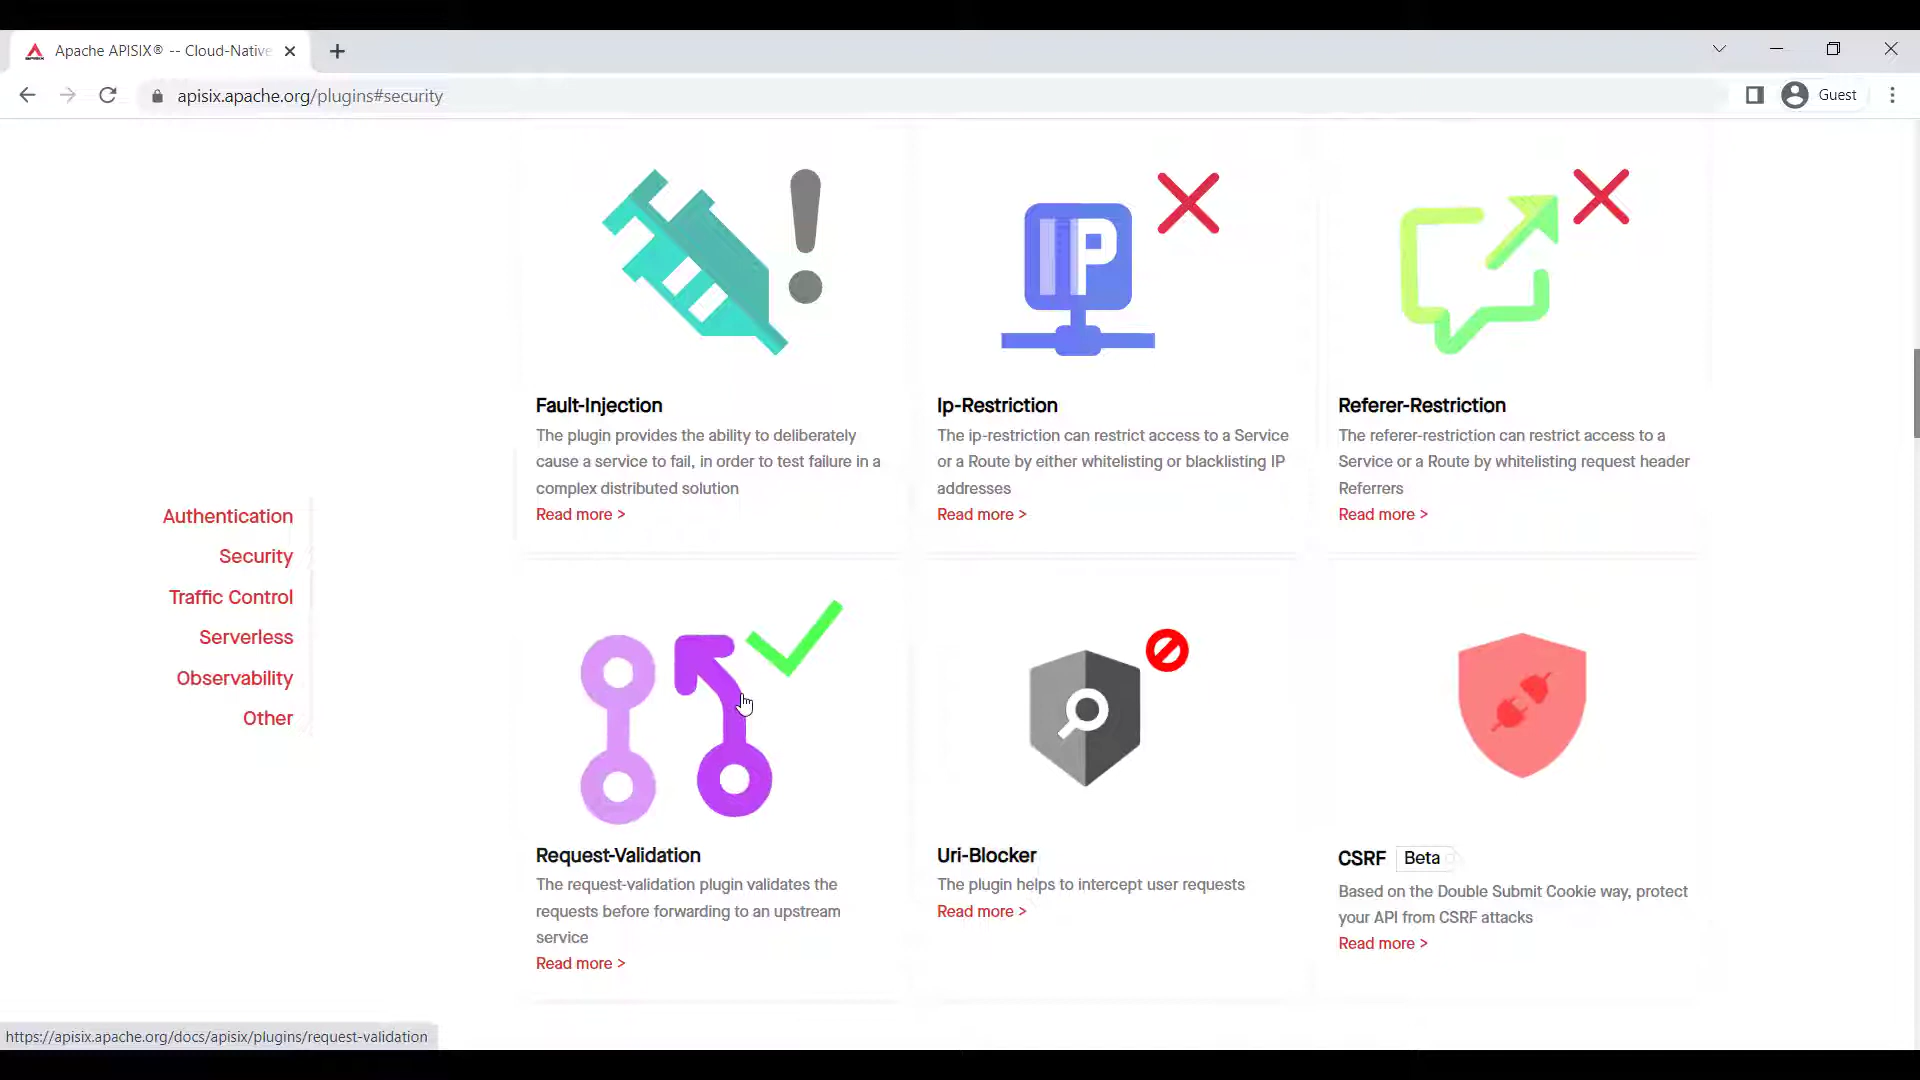 Apache APISIX® -- Cloud-Native
apisix.apache.org/plugins#security
Guest
IP
Fault-Injection
The plugin provides the ability to deliberately
cause a service to fail, in order to test failure in a
complex distributed solution
Read more >
Ip-Restriction
The ip-restriction can restrict access to a Service
or a Route by either whitelisting or blacklisting IP
addresses
Read more >
Referer-Restriction
The referer-restriction can restrict access to a
Service or a Route by whitelisting request header
Referrers
Read more >
Authentication
Security
Traffic Control
Serverless
Observability
Other
Request-Validation
The request-validation plugin validates the
requests before forwarding to an upstream
service
Read more >
Uri-Blocker
The plugin helps to intercept user requests
Read more >
CSRF Beta
Based on the Double Submit Cookie way, protect
your API from CSRF attacks
Read more >
https://apisix.apache.org/docs/apisix/plugins/request-validation